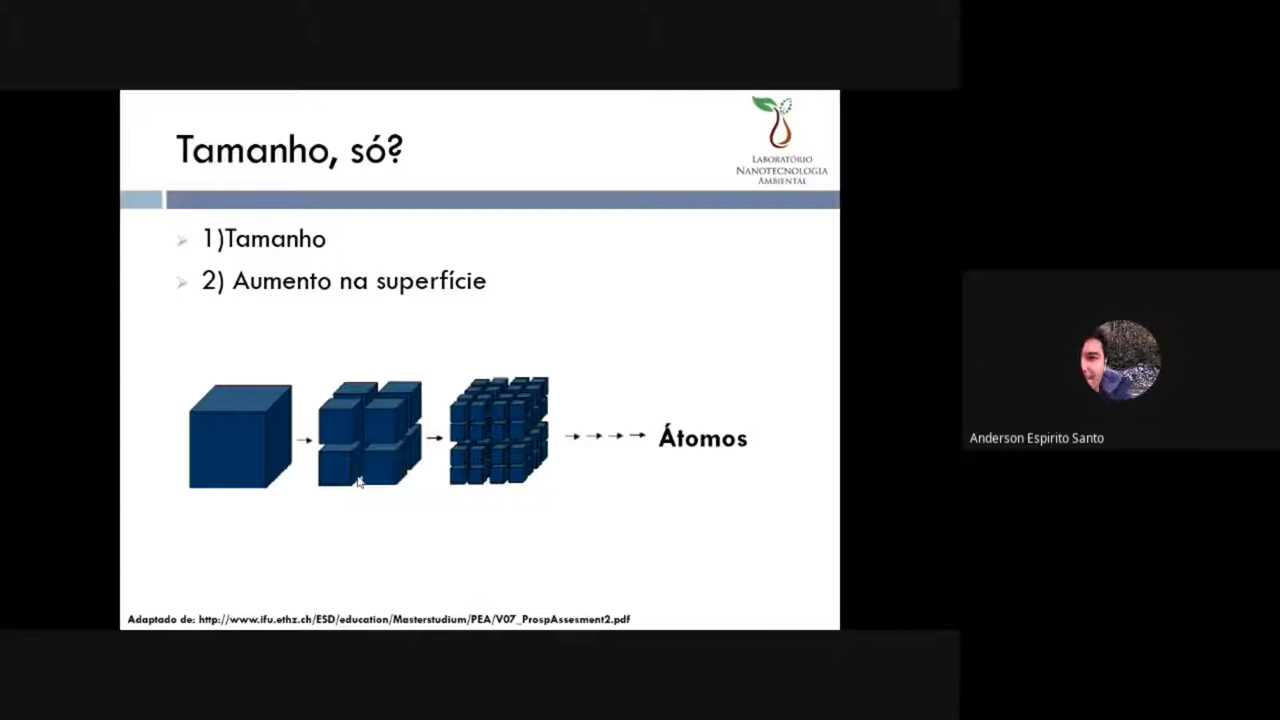 Tamanho, só?
LABORATÓRIO
NANOTECNOLOGIA
AMBIENTAL
1)Tamanho
2) Aumento na superfície
Átomos
Anderson Espirito Santo
Adaptado de: http://www.ifu.ethz.ch/ESD/education/Masterstudium/PEA/V07_ProspAssesment2.pdf